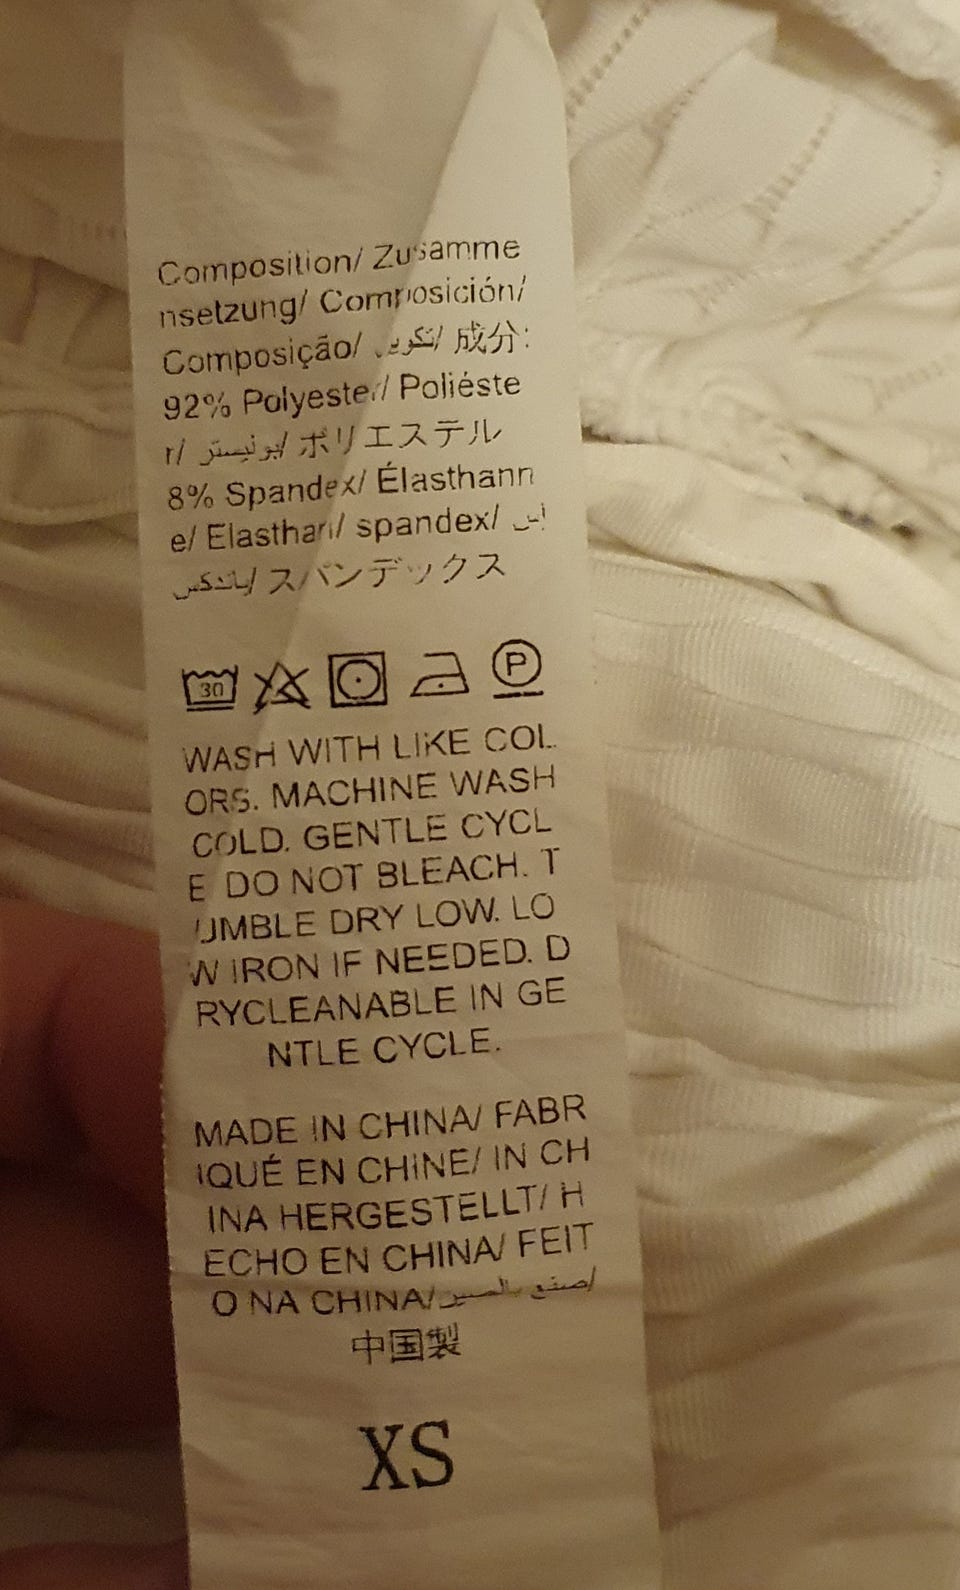 Composition/ Zusamme
nsetzung/ Composición/
Composição/ تكوين/ 成分:
92% Polyester/ Poliéste
r/ بوليستر/ ポリエステル
8% Spandex/ Élasthann
e/ Elasthan/ spandex/
スパンデックス
30
P
WASH WITH LIKE COL
ORS. MACHINE WASH
COLD. GENTLE CYCL
E DO NOT BLEACH. T
UMBLE DRY LOW. LO
W IRON IF NEEDED. D
RYCLEANABLE IN GE
NTLE CYCLE.
MADE IN CHINA/ FABR
IQUÉ EN CHINE/ IN CH
INA HERGESTELLT/ H
ECHO EN CHINA/ FEIT
O NA CHINA/
中国製
XS